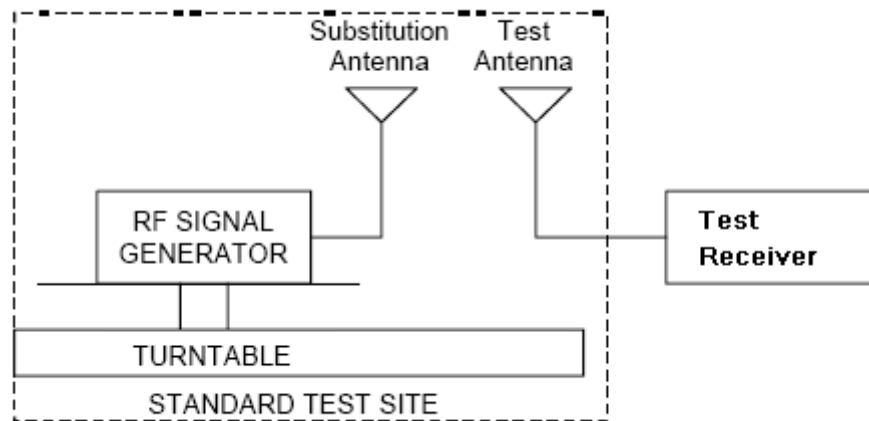 Substitution
Antenna
Test
Antenna
RF SIGNAL
GENERATOR
Test
Receiver
TURNTABLE
STANDARD TEST SITE